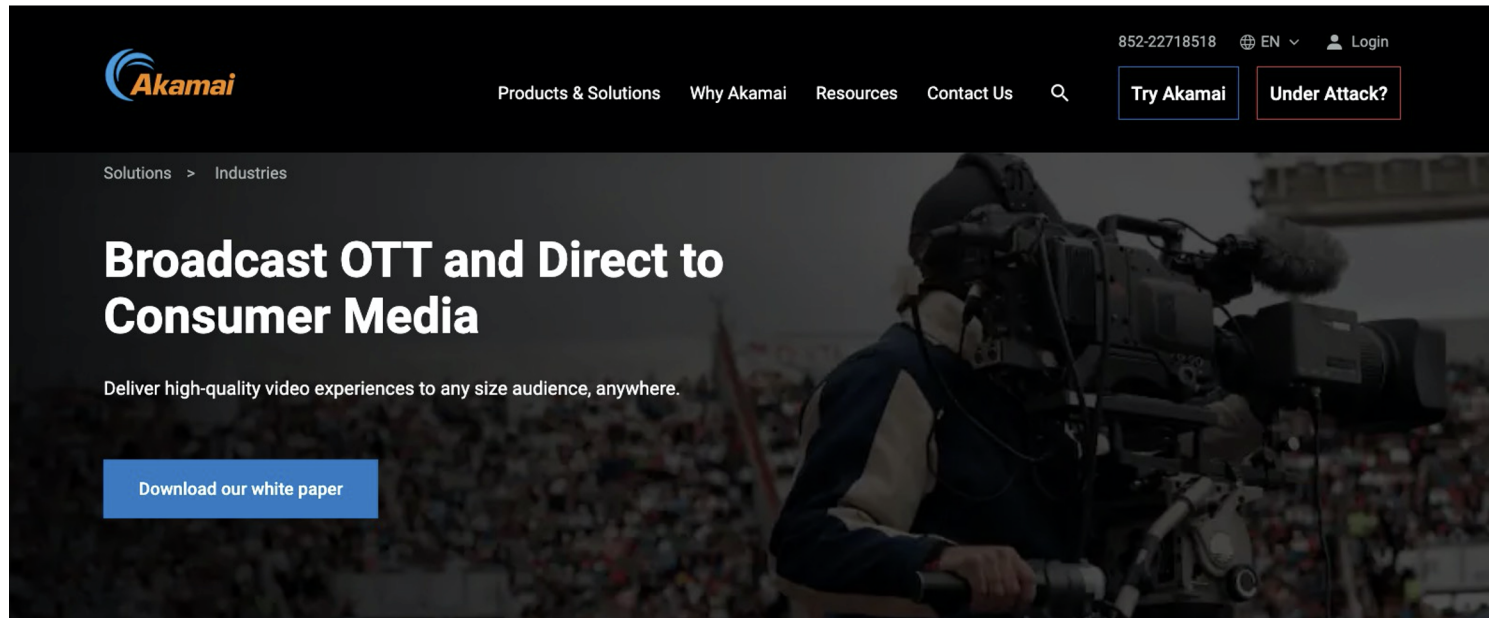 852-22718518 EN Login
Akamai
Products & Solutions Why Akamai Resources Contact Us Try Akamai Under Attack?
Solutions > Industries
Broadcast OTT and Direct to
Consumer Media
Deliver high-quality video experiences to any size audience, anywhere.
Download our white paper